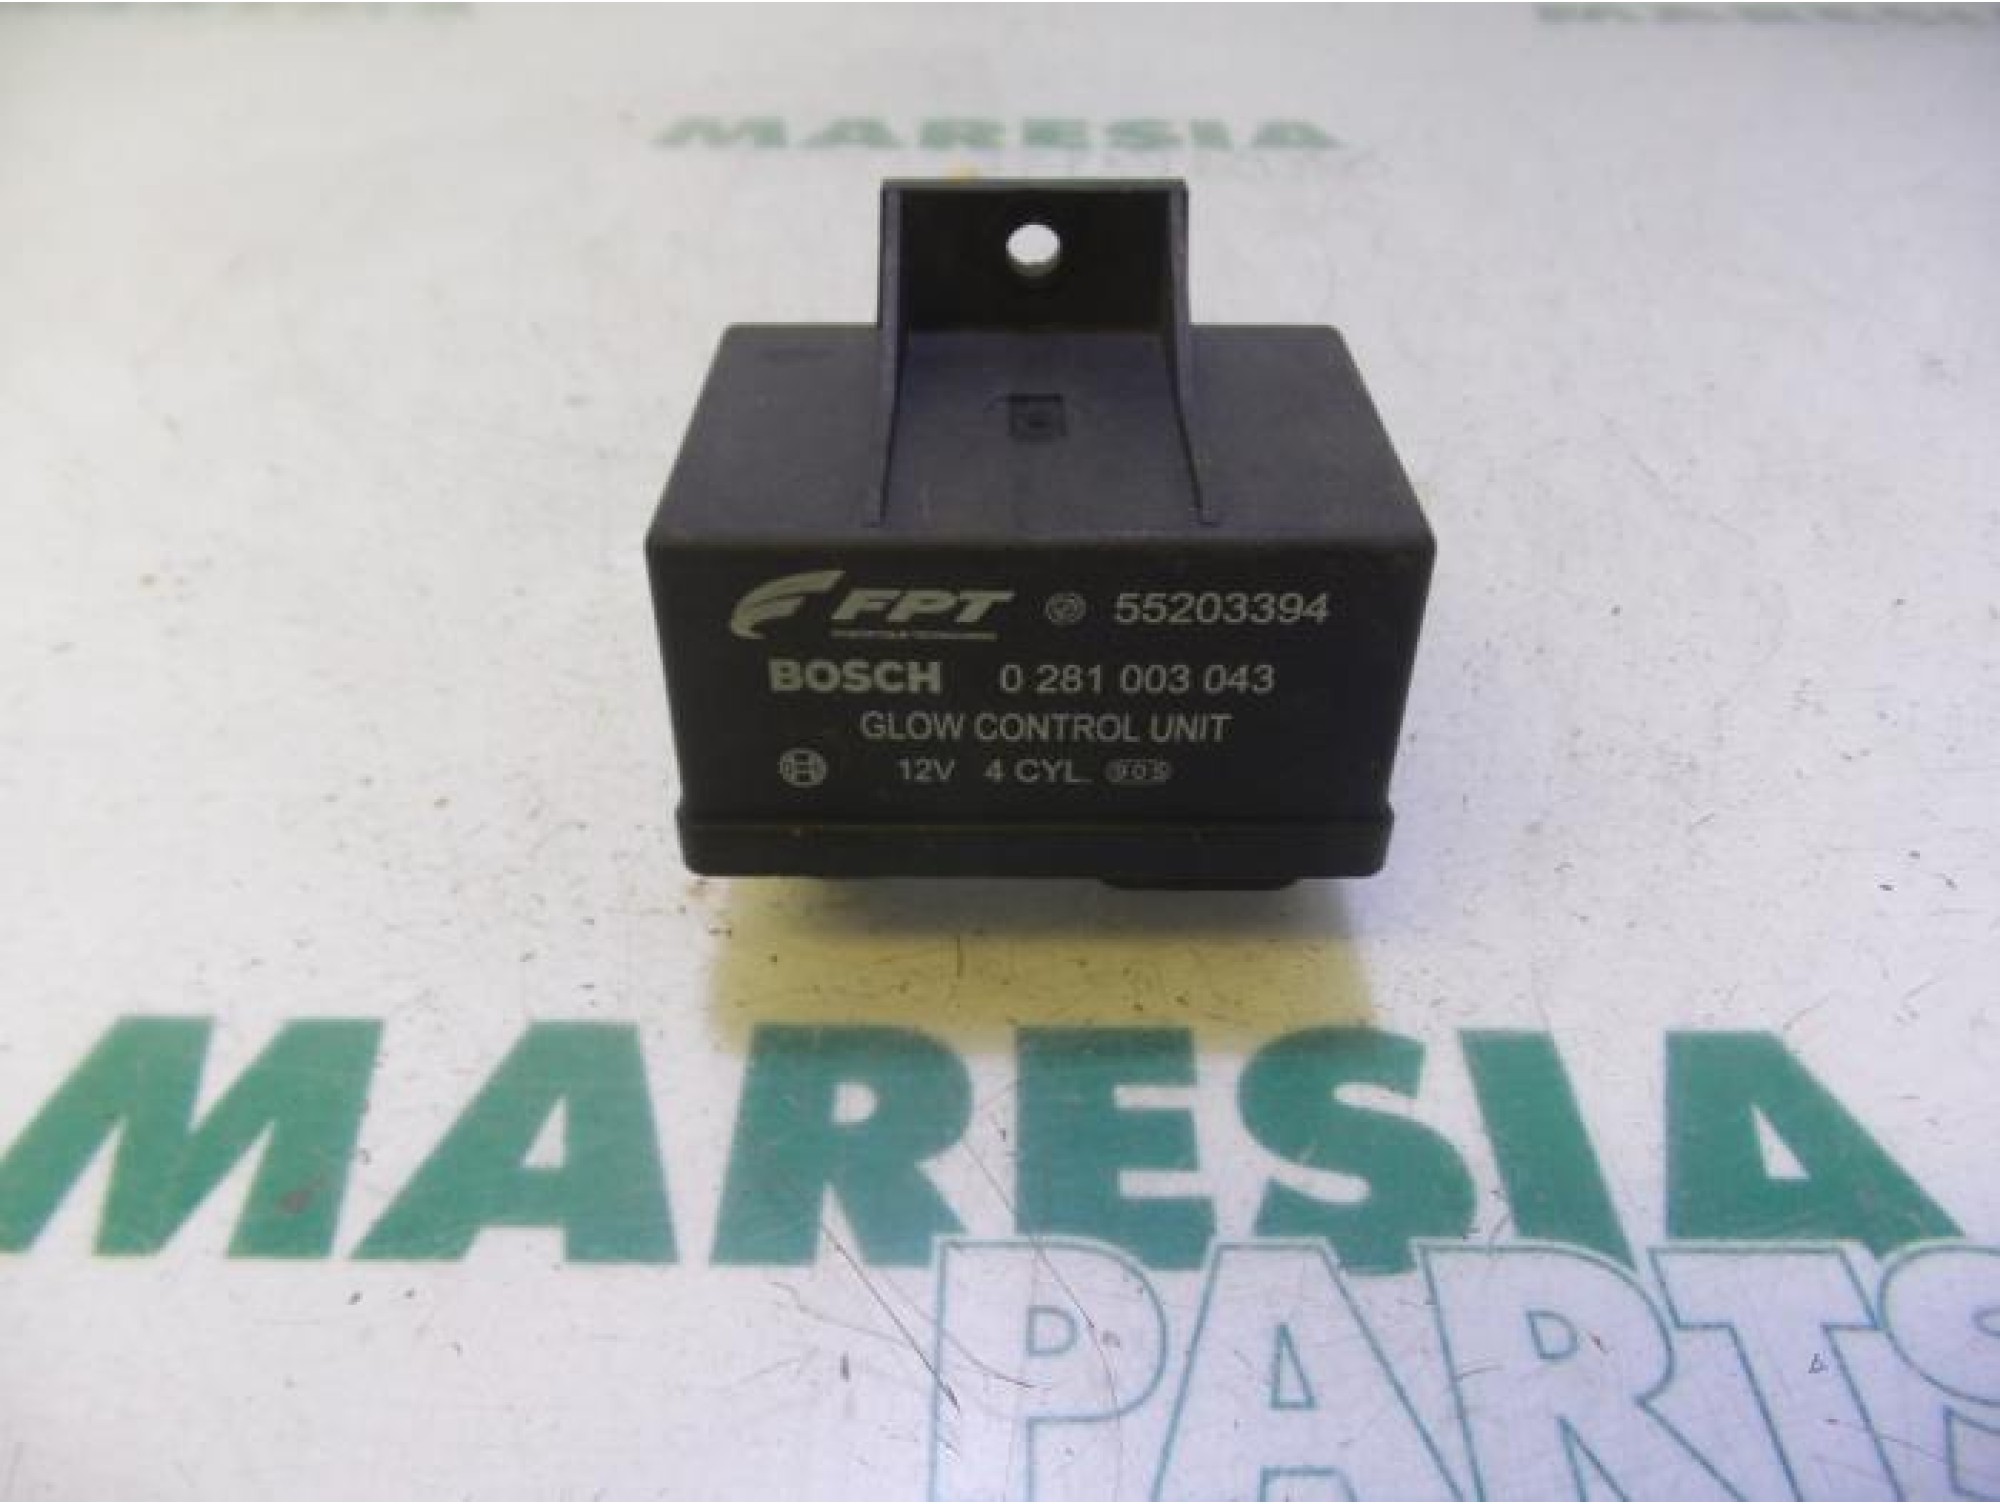 MARESIA
FPT 55203394
BOSCH 0 281 003 043
GLOW CONTROL UNIT
12V 4 CYL.
MARESIA
PARTS